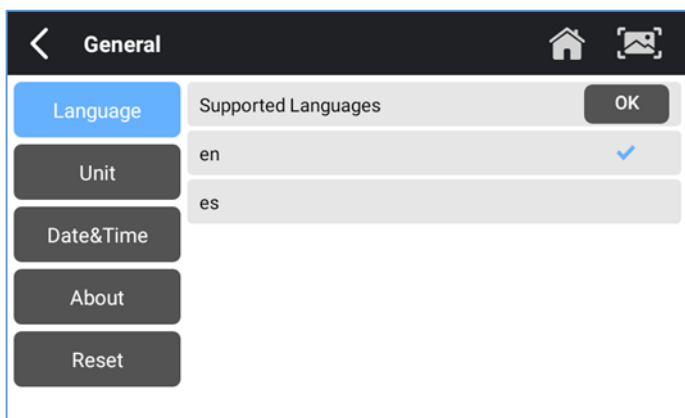 General
Language
Supported Languages
OK
en
Unit
es
Date&Time
About
Reset